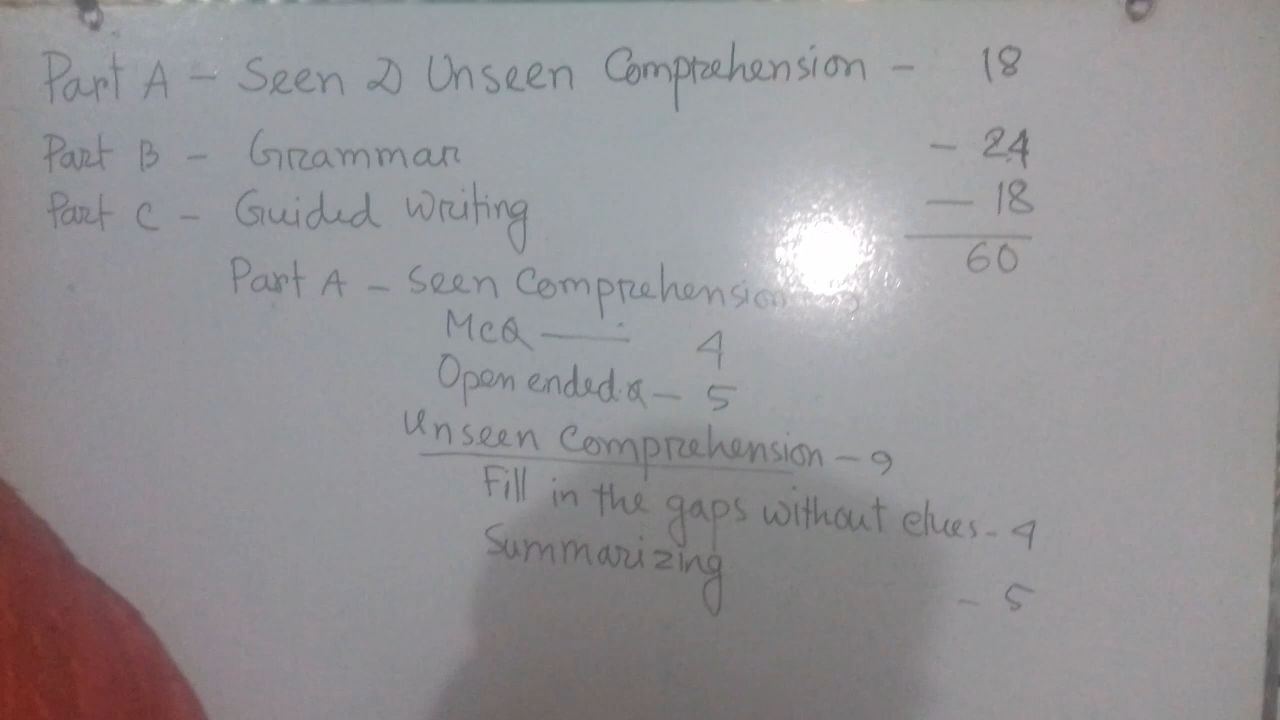 Part A - Seen & Unseen Comprehension - 18
Part B - Grammar - 24
Part C - Guided Writing - 18
60
Part A - Seen Comprehension
MCQ - 4
Open ended Q - 5
Unseen Comprehension - 9
Fill in the gaps without clues - 4
Summarizing - 5